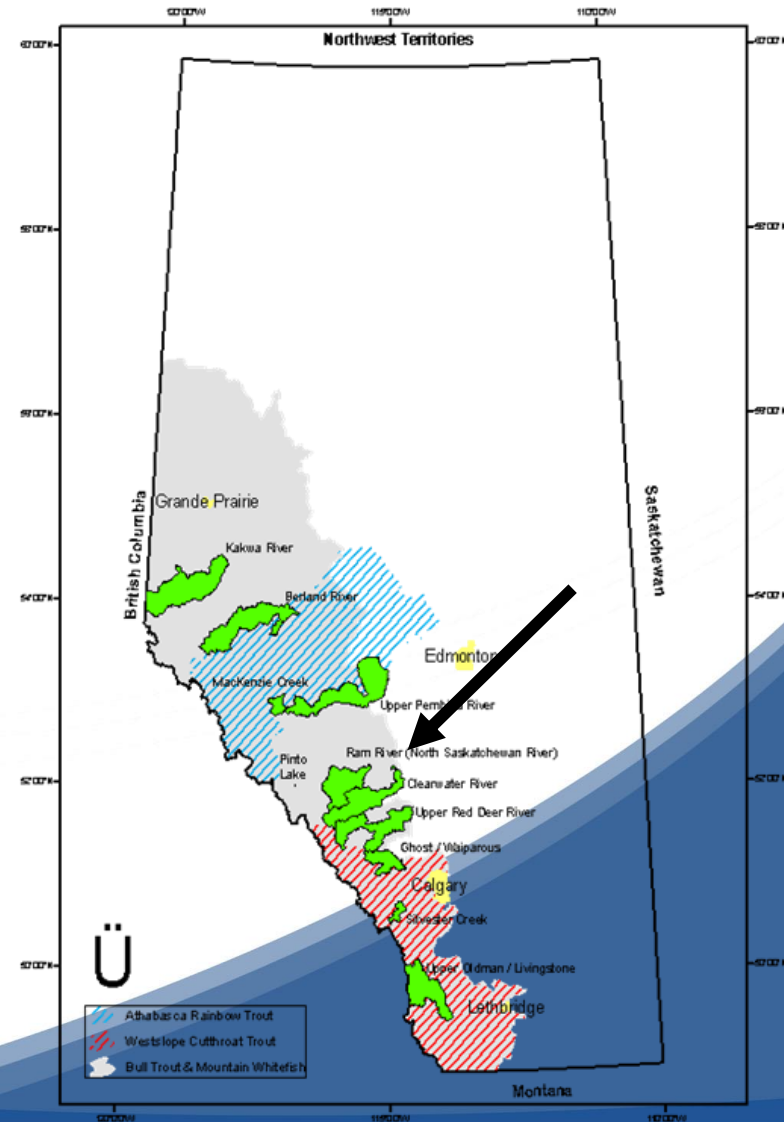 Northwest Territories
British Columbia
Saskatchewan
Grande Prairie
Kakwa River
Berland River
Edmonton
MacKenzie Creek
Upper River
Ram River (North Saskatchewan River)
Pinto
Lake
Clearwater River
Upper Red Deer River
Ghost / Waiparous
Calgary
Silvester Creek
Upper Oldman / Livingstone
Lethbridge
Ü
Athabasca Rainbow Trout
Westslope Cutthroat Trout
Bull Trout & Mountain Whitefish
Montana